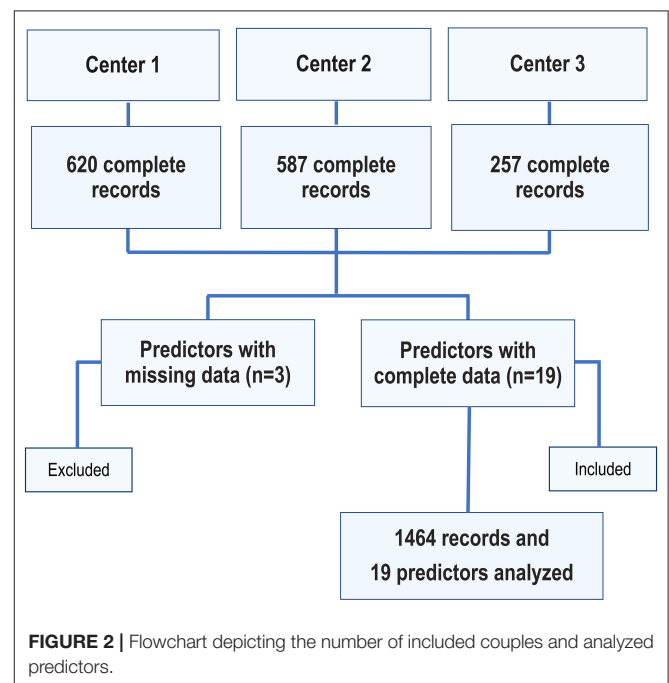 Center 1
Center 2
Center 3
620 complete
records
587 complete
records
257 complete
records
Predictors with
missing data (n=3)
Predictors with
complete data (n=19)
Excluded
Included
1464 records and
19 predictors analyzed
FIGURE 2 | Flowchart depicting the number of included couples and analyzed
predictors.